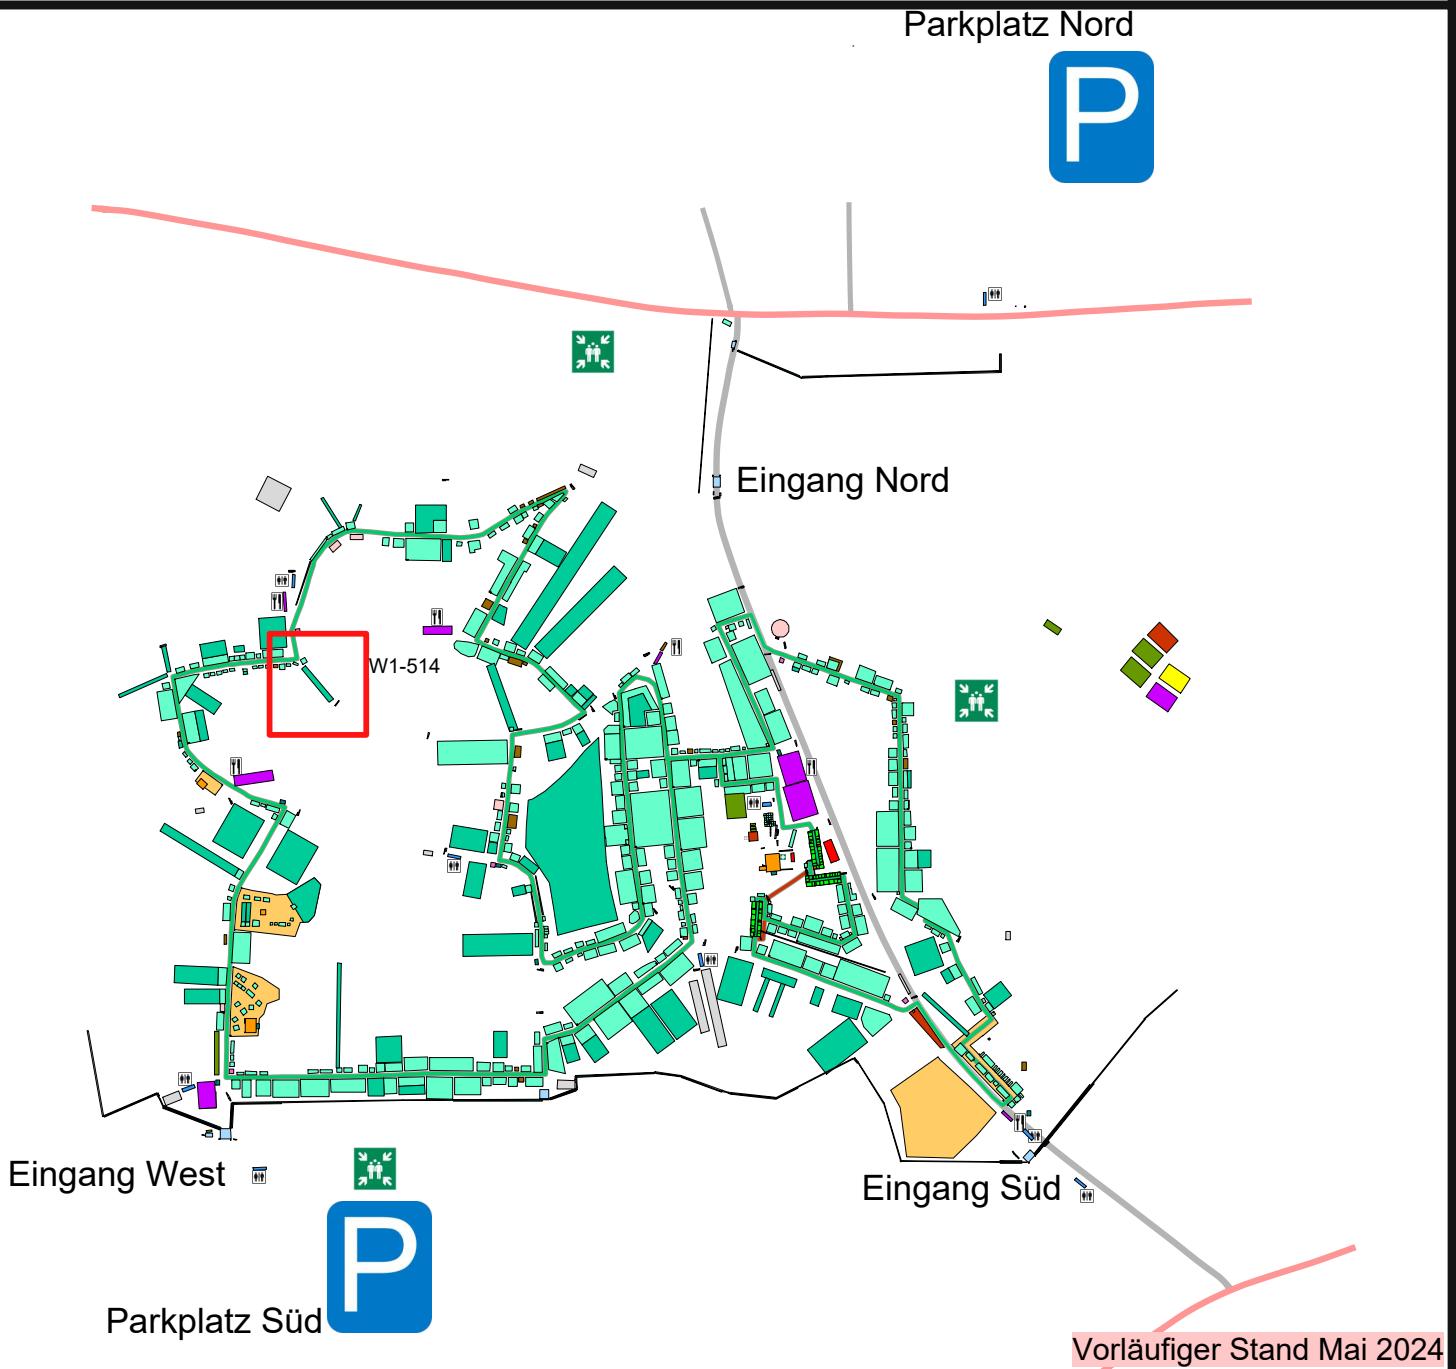 Parkplatz Nord
P
Eingang Nord
W1-514
Eingang West
Eingang Süd
P
Parkplatz Süd
Vorläufiger Stand Mai 2024